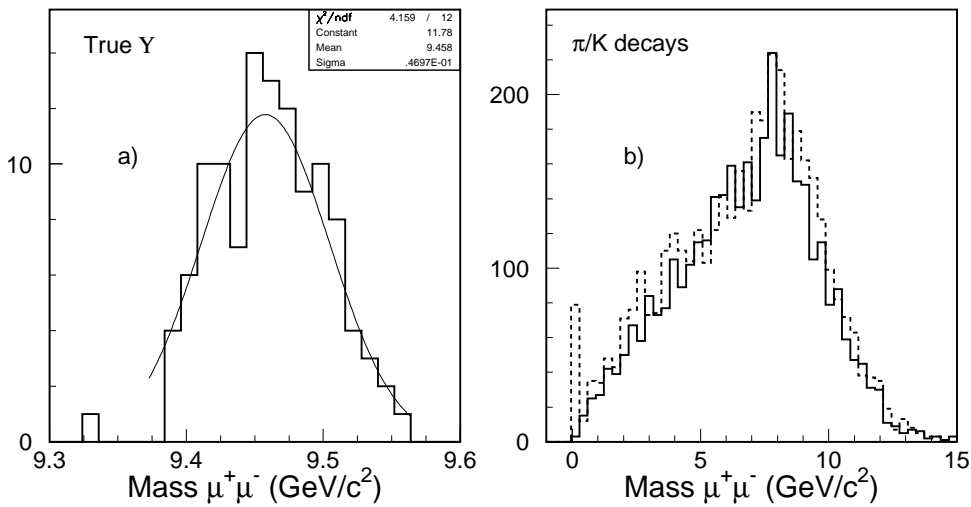 True ϒ
χ²/ndf 4.159 / 12
Constant 11.78
Mean 9.458
Sigma .4697E-01
a)
10
0
9.3 9.4 9.5 9.6
Mass μ⁺μ⁻ (GeV/c²)
π/K decays
b)
200
100
0
0 5 10 15
Mass μ⁺μ⁻ (GeV/c²)